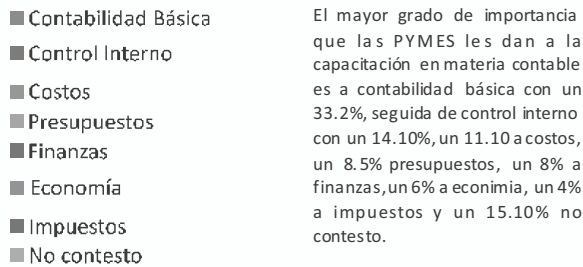 Contabilidad Básica
Control Interno
Costos
Presupuestos
Finanzas
Economía
Impuestos
No contesto
El mayor grado de importancia
que las PYMES les dan a la
capacitación en materia contable
es a contabilidad básica con un
33.2%, seguida de control interno
con un 14.10%, un 11.10 a costos,
un 8.5% presupuestos, un 8% a
finanzas, un 6% a econimia, un 4%
a impuestos y un 15.10% no
contesto.